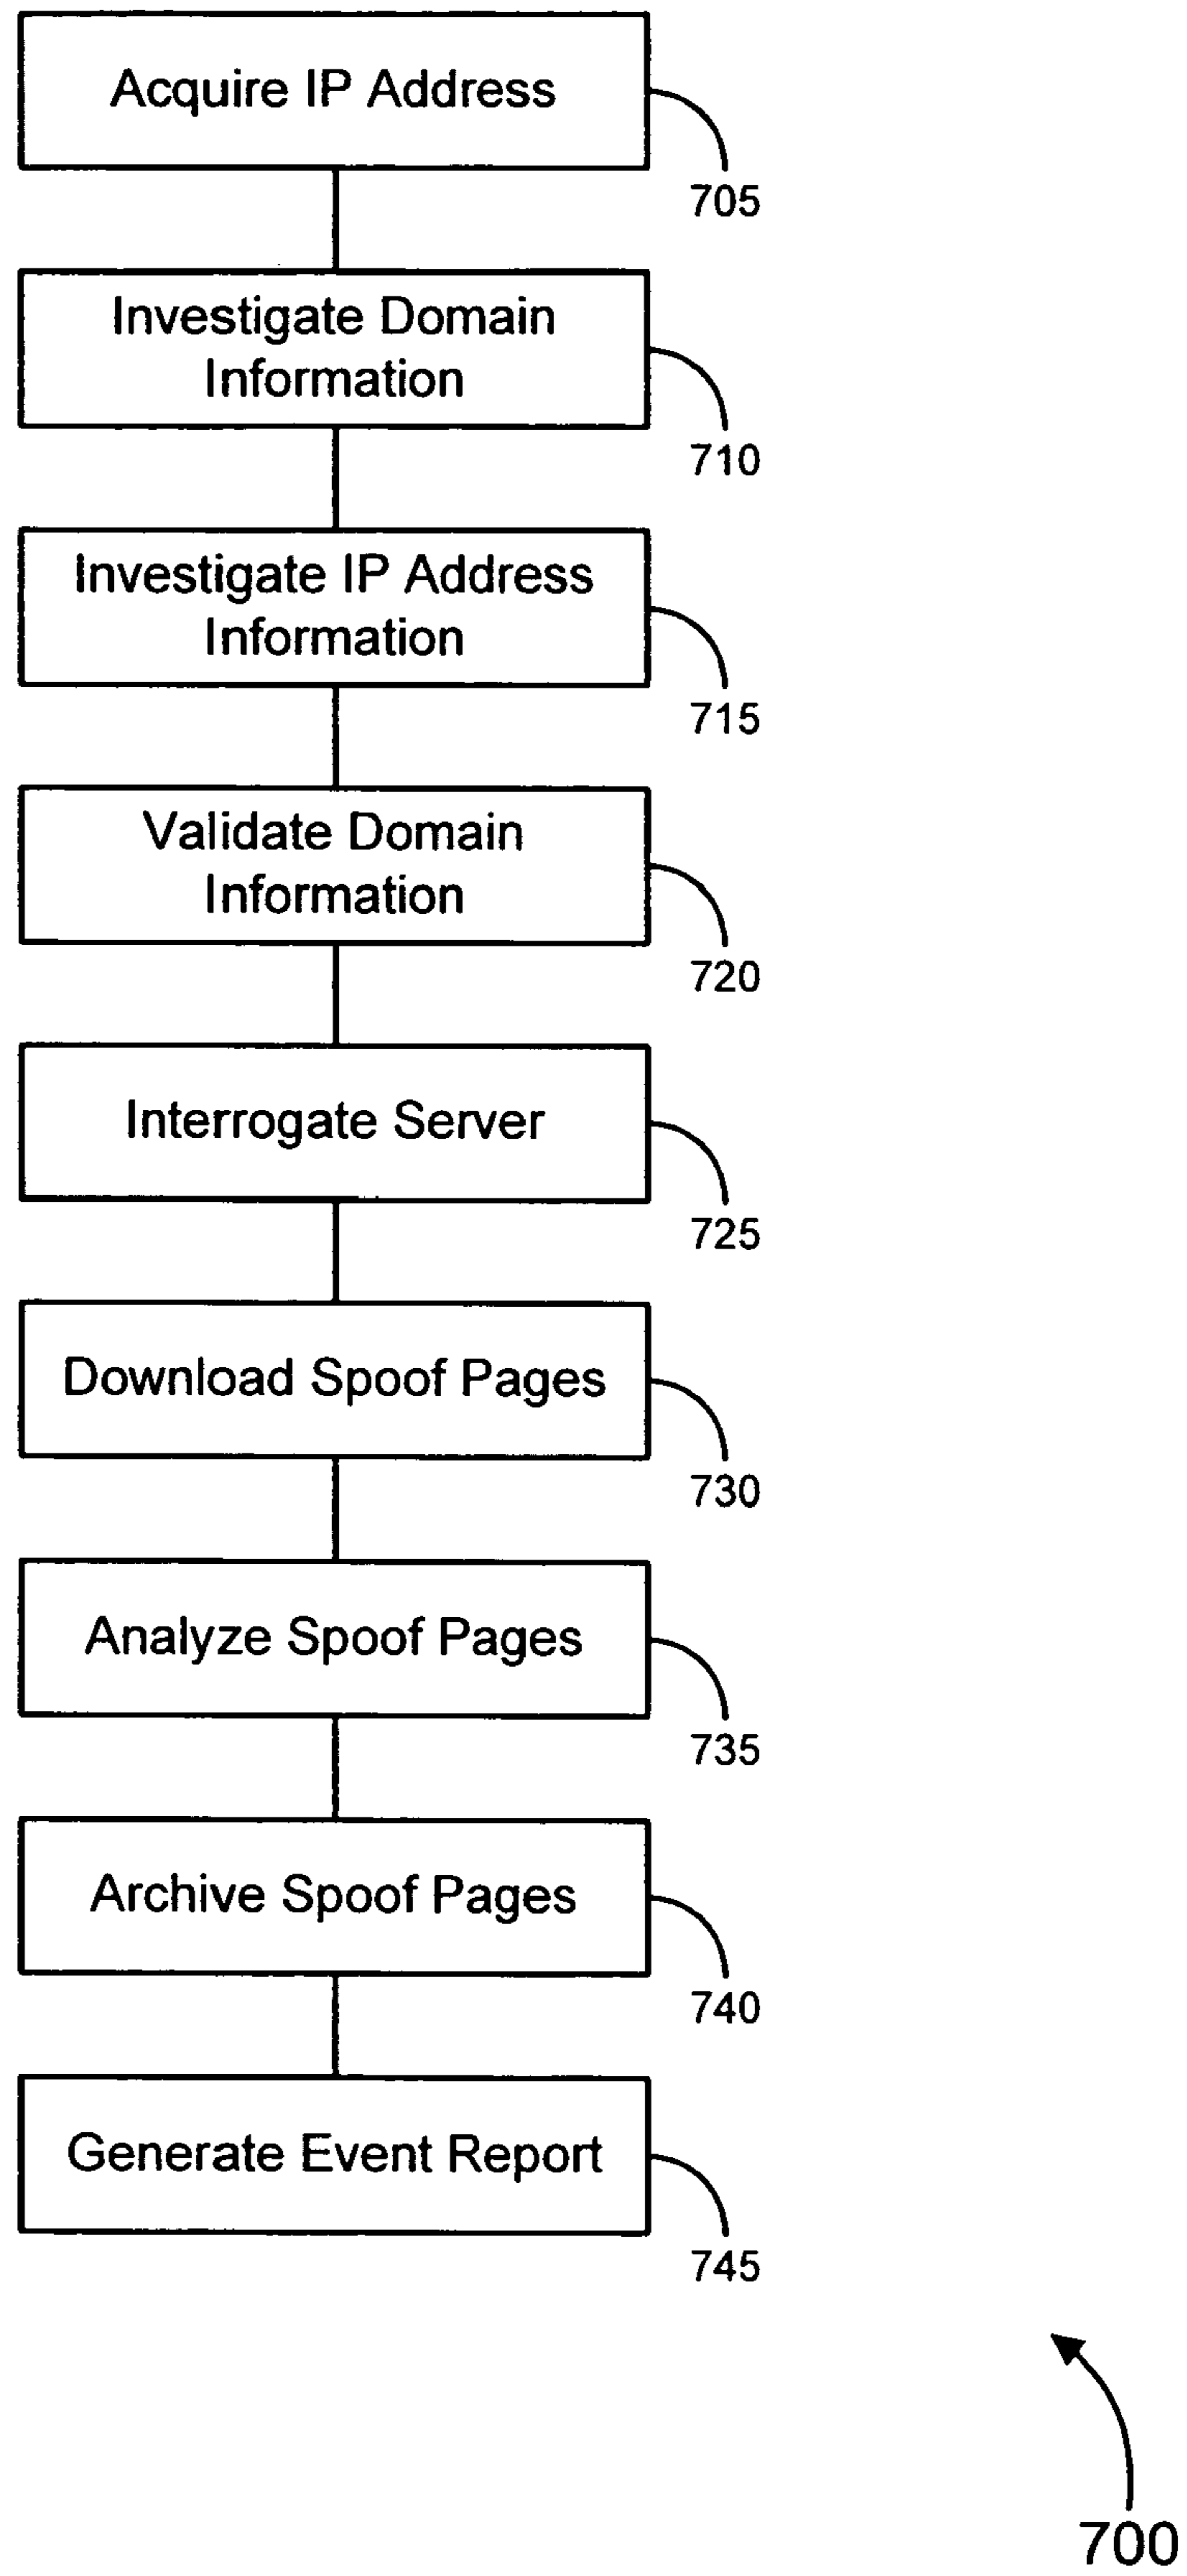 Acquire IP Address
705
Investigate Domain
Information
710
Investigate IP Address
Information
715
Validate Domain
Information
720
Interrogate Server
725
Download Spoof Pages
730
Analyze Spoof Pages
735
Archive Spoof Pages
740
Generate Event Report
745
700